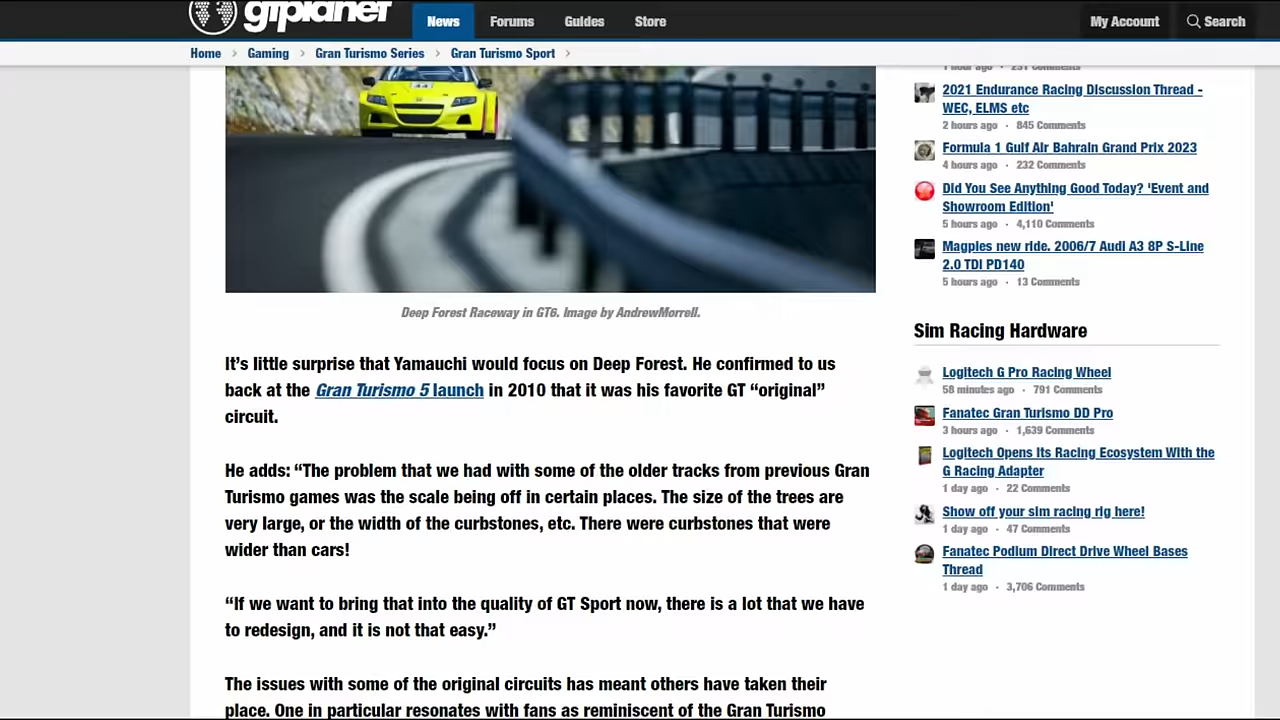 gtplanet
News
Forums
Guides
Store
My Account
Search
Home
Gaming
Gran Turismo Series
Gran Turismo Sport
44
Deep Forest Raceway in GT6. Image by AndrewMorrell.
It's little surprise that Yamauchi would focus on Deep Forest. He confirmed to us
back at the Gran Turismo 5 launch in 2010 that it was his favorite GT “original”
circuit.
He adds: “The problem that we had with some of the older tracks from previous Gran
Turismo games was the scale being off in certain places. The size of the trees are
very large, or the width of the curbstones, etc. There were curbstones that were
wider than cars!
“If we want to bring that into the quality of GT Sport now, there is a lot that we have
to redesign, and it is not that easy.”
The issues with some of the original circuits has meant others have taken their
place. One in particular resonates with fans as reminiscent of the Gran Turismo
1 hour ago · 231 Comments
2021 Endurance Racing Discussion Thread -
WEC, ELMS etc
2 hours ago · 845 Comments
Formula 1 Gulf Air Bahrain Grand Prix 2023
4 hours ago · 232 Comments
Did You See Anything Good Today? 'Event and
Showroom Edition'
5 hours ago · 4,110 Comments
Magpies new ride. 2006/7 Audi A3 8P S-Line
2.0 TDI PD140
5 hours ago · 13 Comments
Sim Racing Hardware
Logitech G Pro Racing Wheel
58 minutes ago · 791 Comments
Fanatec Gran Turismo DD Pro
3 hours ago · 1,639 Comments
Logitech Opens Its Racing Ecosystem With the
G Racing Adapter
1 day ago · 22 Comments
Show off your sim racing rig here!
1 day ago · 47 Comments
Fanatec Podium Direct Drive Wheel Bases
Thread
1 day ago · 3,706 Comments